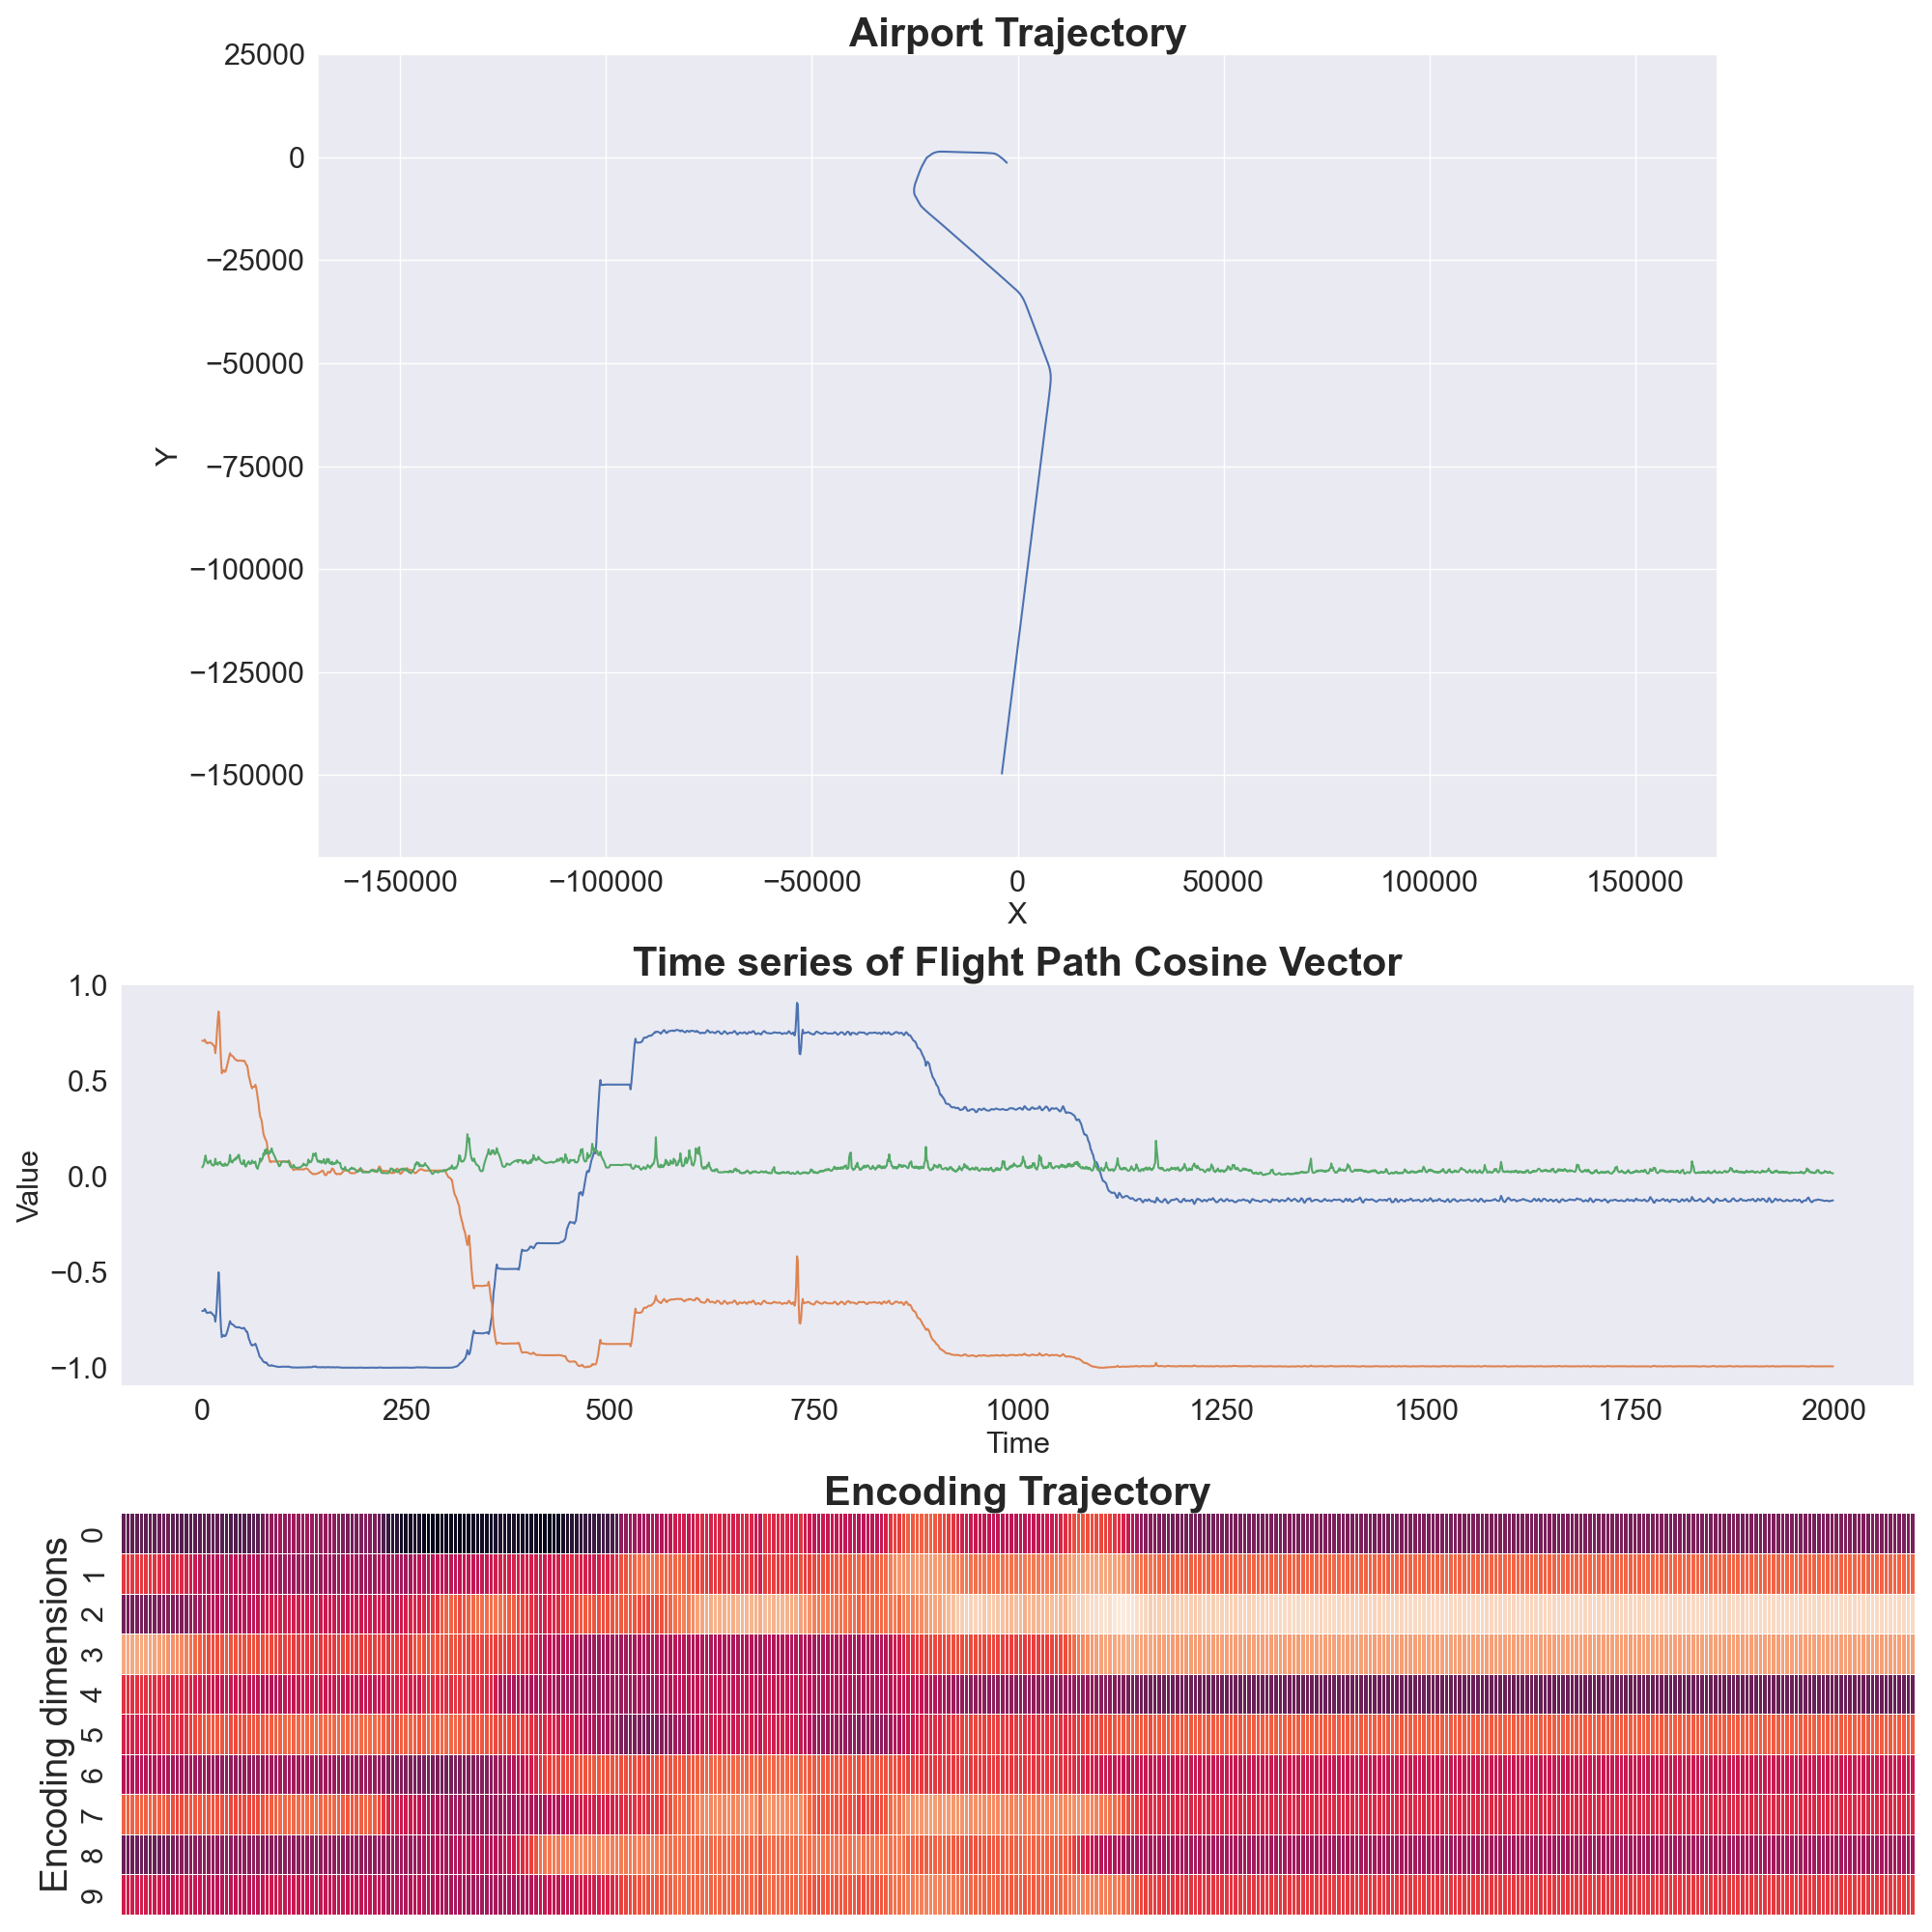 Airport Trajectory
25000
0
−25000
−50000
−75000
−100000
−125000
−150000
Y
−150000 −100000 −50000 0 50000 100000 150000
X
Time series of Flight Path Cosine Vector
1.0
0.5
0.0
−0.5
−1.0
Value
0 250 500 750 1000 1250 1500 1750 2000
Time
Encoding Trajectory
Encoding dimensions
0
1
2
3
4
5
6
7
8
9